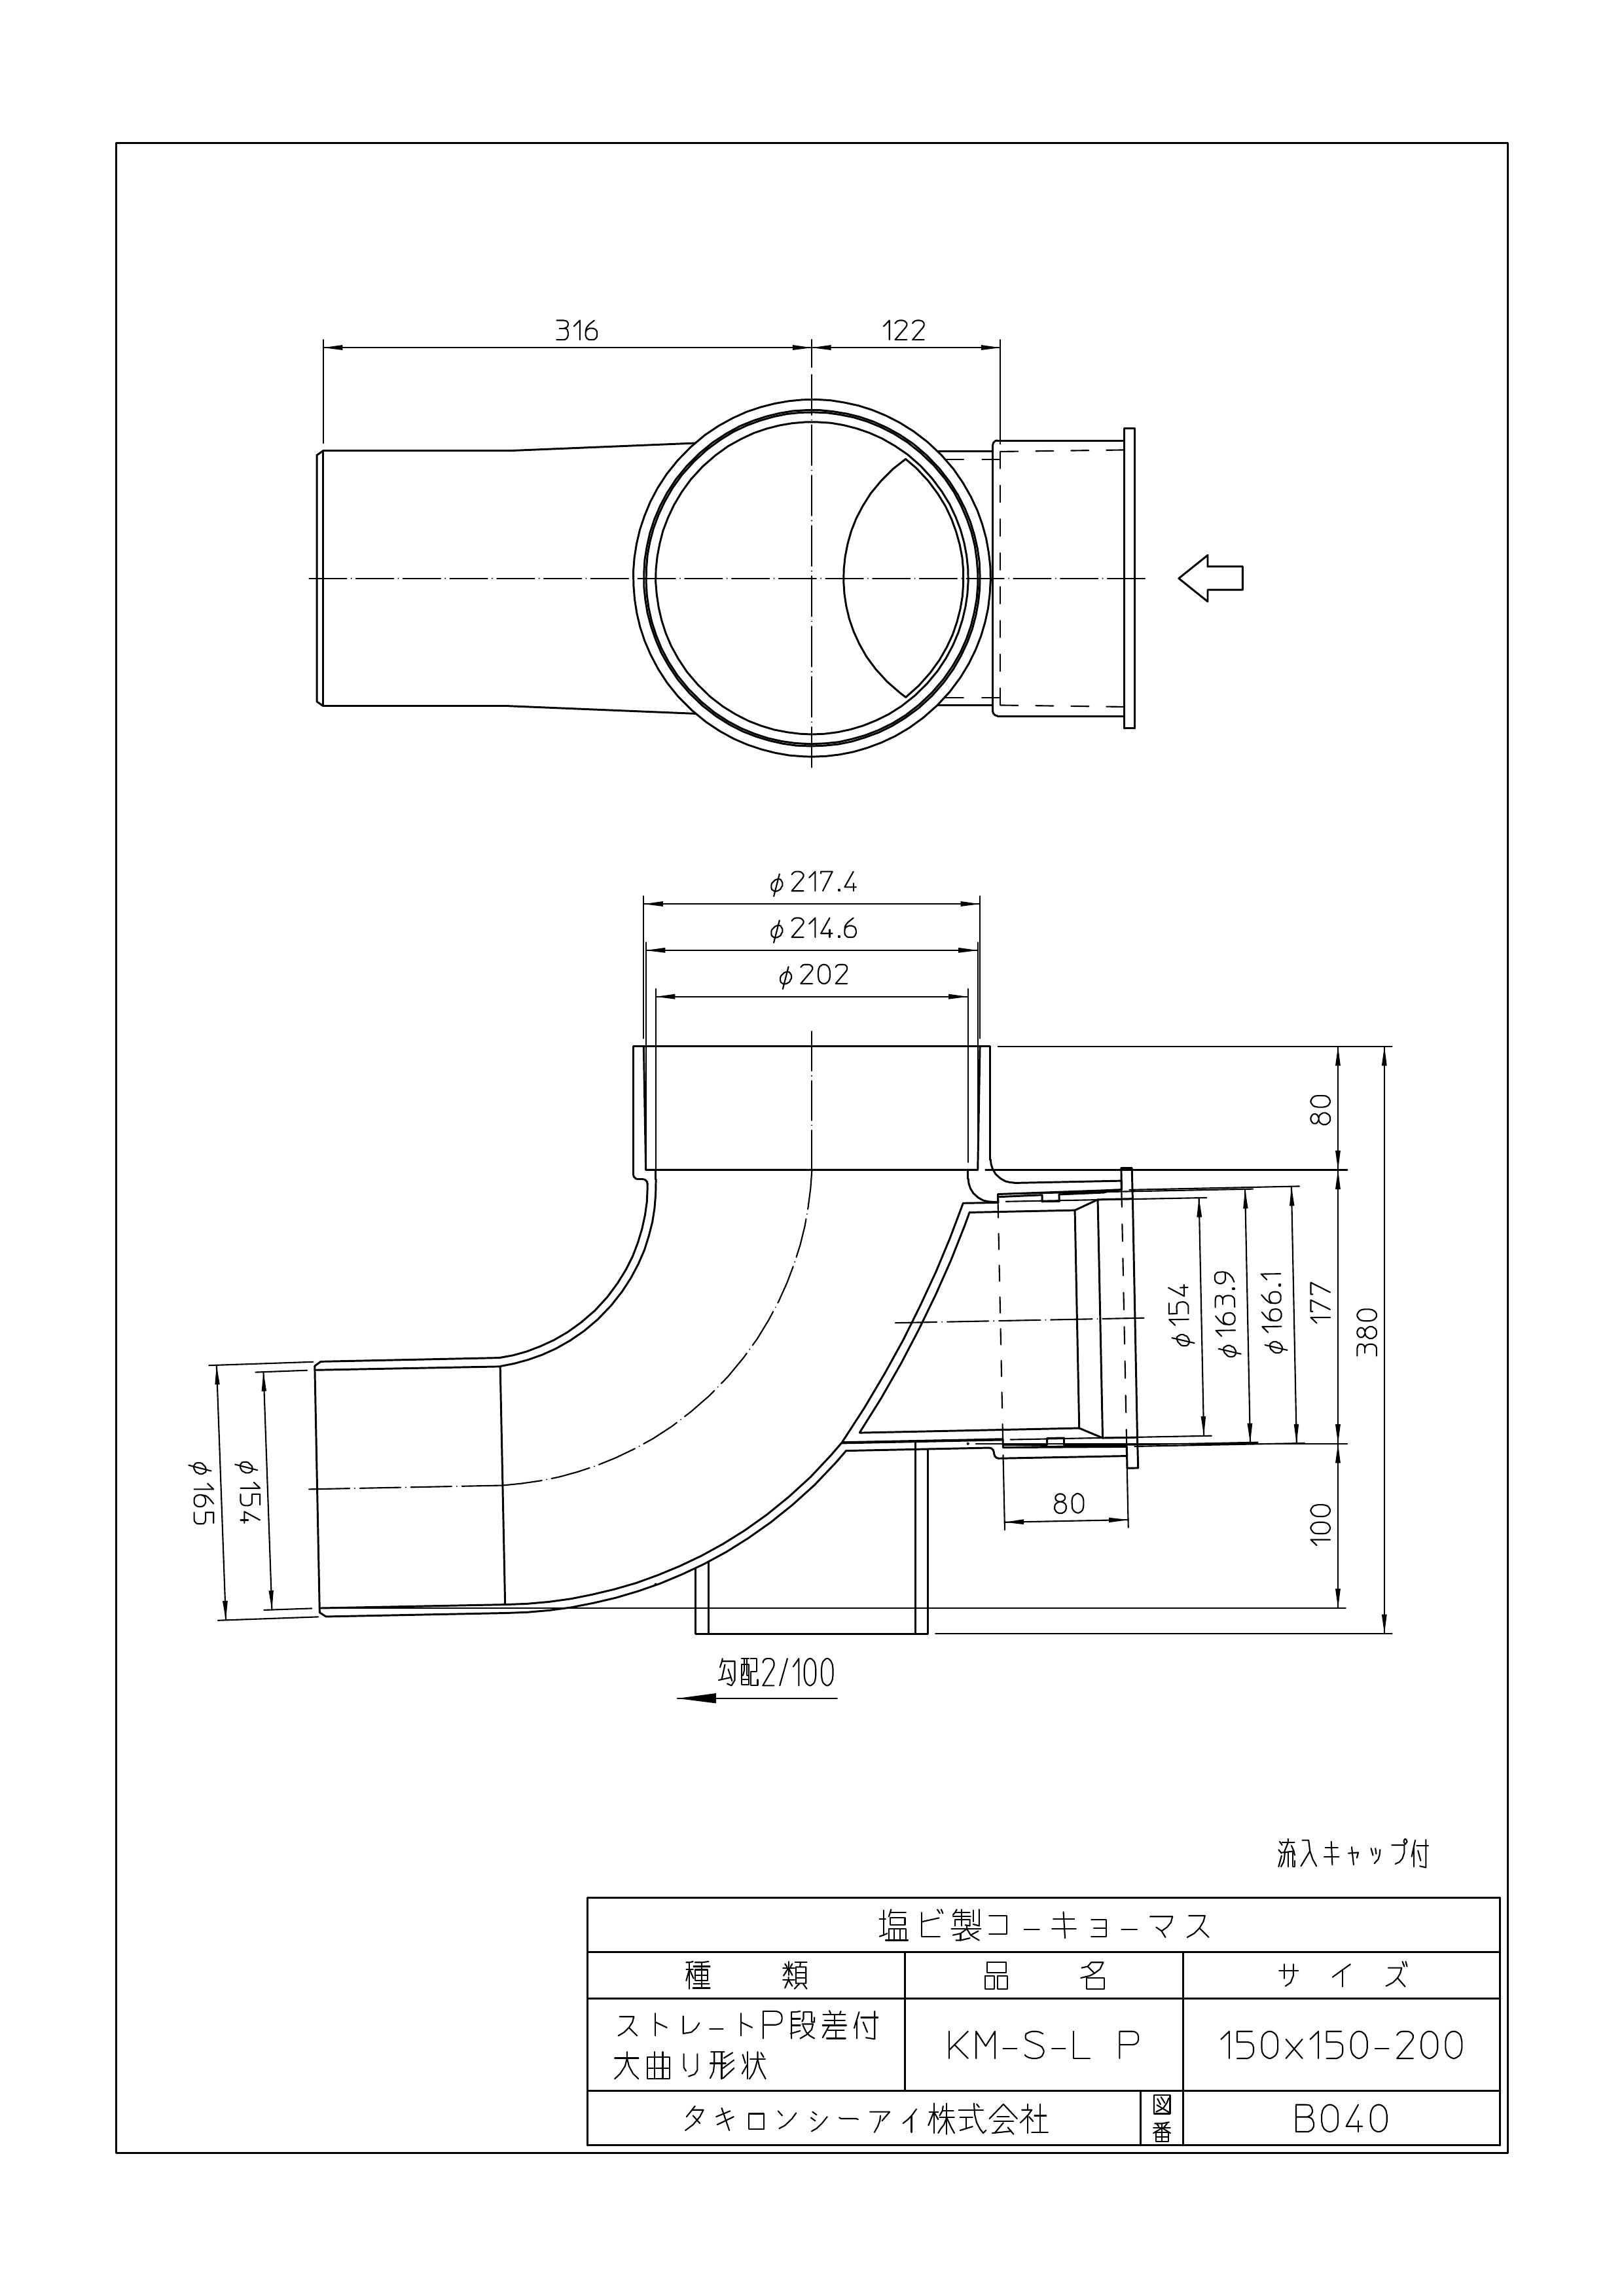 316
122
φ217.4
φ214.6
φ202
80
177
380
100
φ154
φ163.9
φ166.1
80
φ165
φ154
勾配2/100
流入キャップ付
塩ビ製コーキョーマス
種 類 品 名 サ イ ズ
ストレートP段差付
大曲り形状
KM-S-L P
150x150-200
タキロンシーアイ株式会社
図番
B040